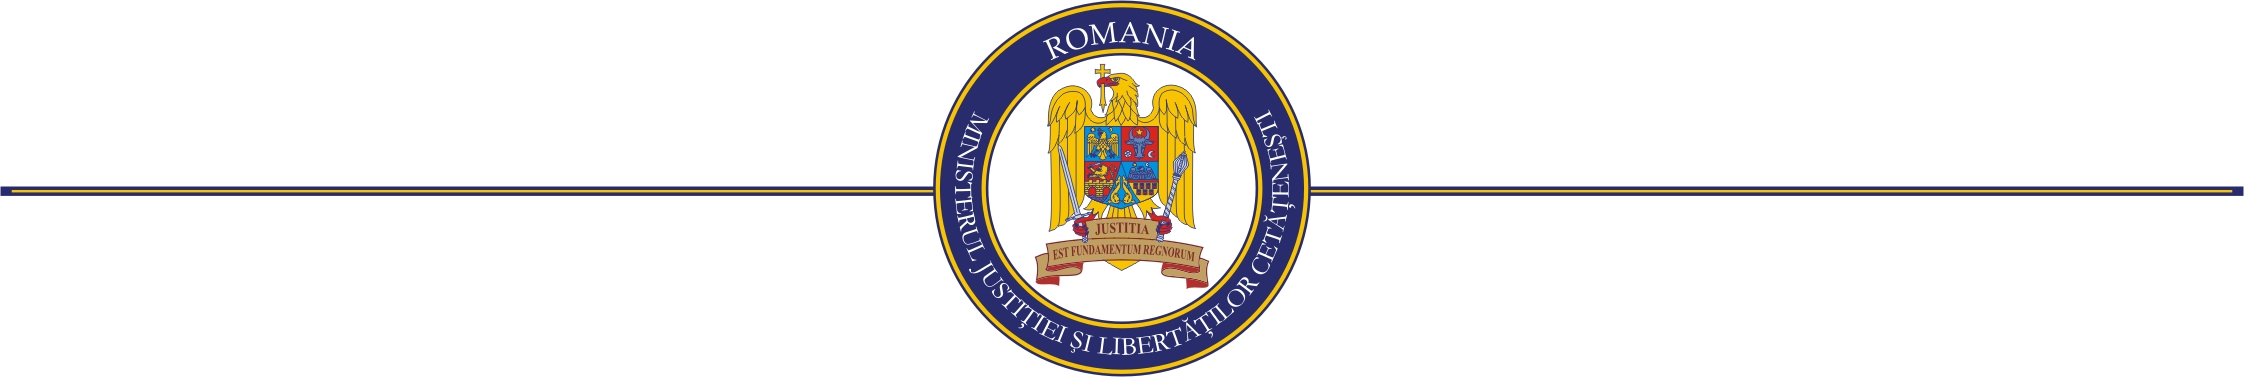 ROMANIA
MINISTERUL JUSTIŢIEI ŞI LIBERTĂŢILOR CETĂŢENEŞTI
JUSTITIA
EST FUNDAMENTUM REGNORUM